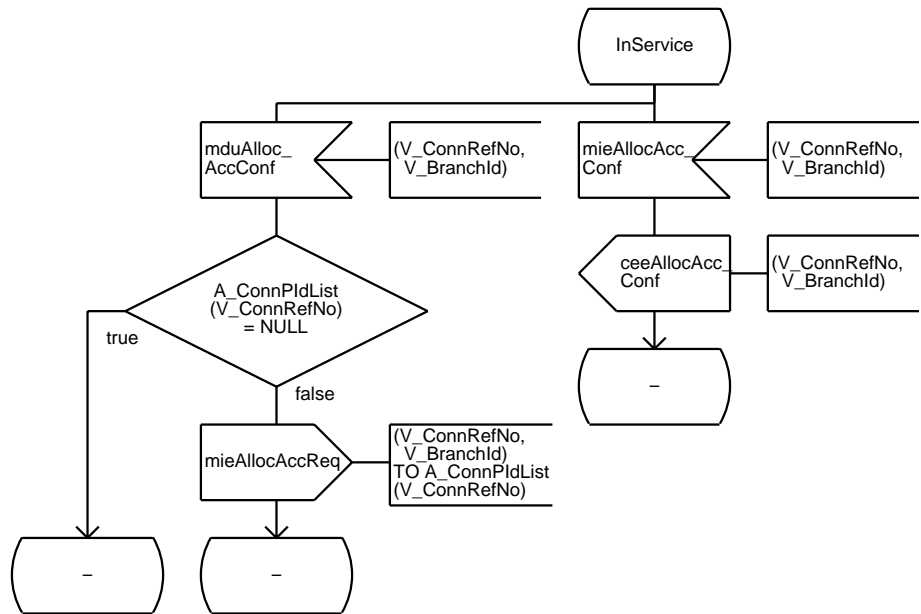 InService
mduAlloc_
AccConf
(V_ConnRefNo,
V_BranchId)
mieAllocAcc_
Conf
(V_ConnRefNo,
V_BranchId)
A_ConnPIdList
(V_ConnRefNo)
= NULL
true
false
ceeAllocAcc_
Conf
(V_ConnRefNo,
V_BranchId)
–
mieAllocAccReq
(V_ConnRefNo,
V_BranchId)
TO A_ConnPIdList
(V_ConnRefNo)
–
–